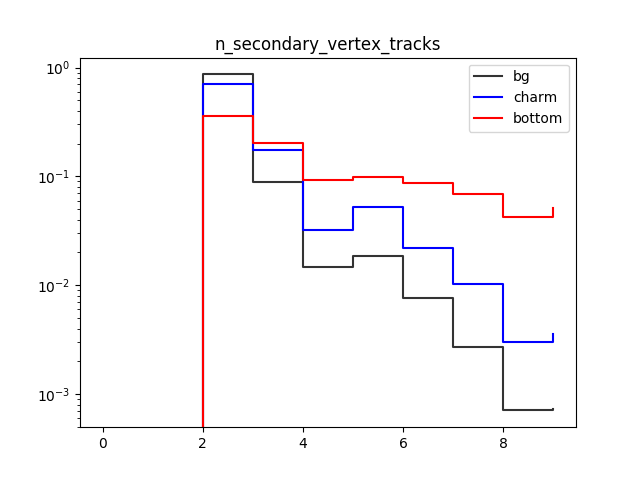 n_secondary_vertex_tracks
bg
charm
bottom
10⁰
10⁻¹
10⁻²
10⁻³
0 2 4 6 8